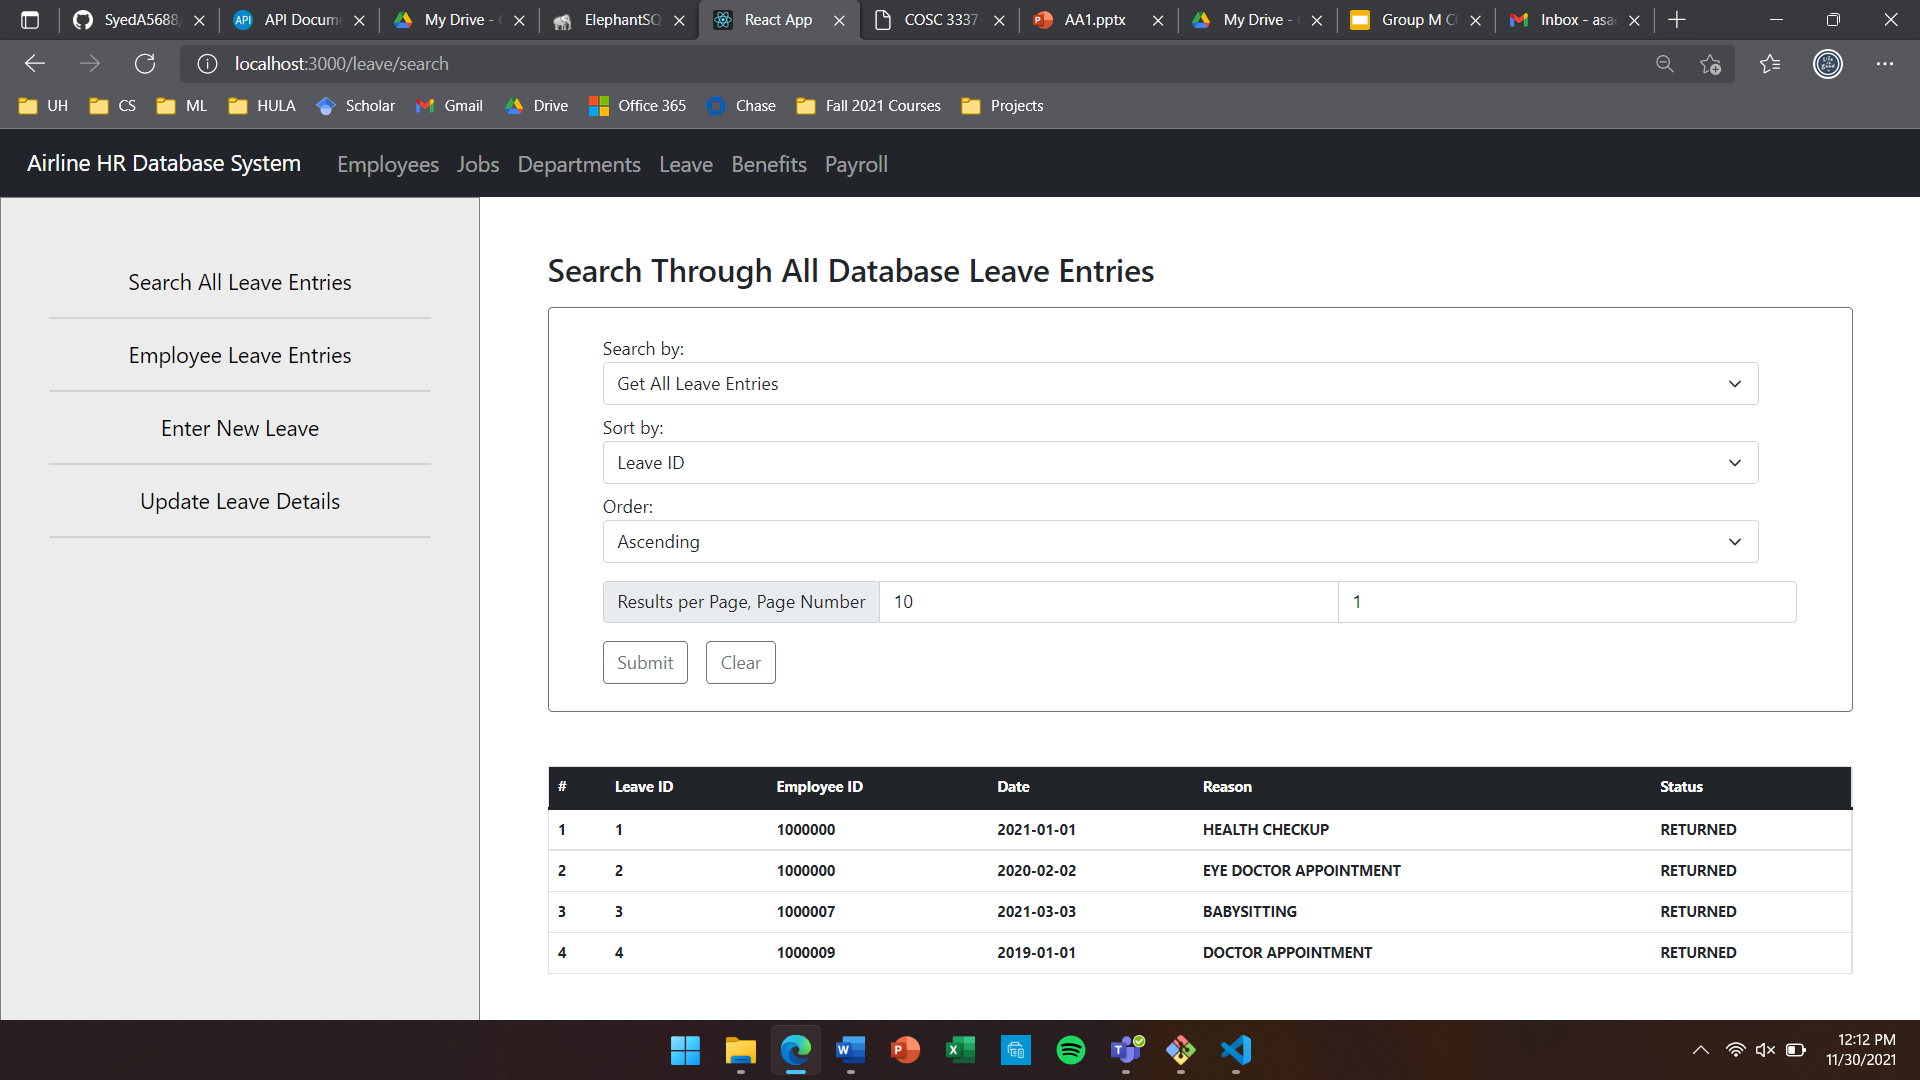 SyedA5688/
API Docum
My Drive -
ElephantSQ
React App
COSC 3337
AA1.pptx
My Drive -
Group M C
Inbox - asa
localhost:3000/leave/search
UH CS ML HULA Scholar Gmail Drive Office 365 Chase Fall 2021 Courses Projects
Airline HR Database System Employees Jobs Departments Leave Benefits Payroll
Search All Leave Entries
Employee Leave Entries
Enter New Leave
Update Leave Details
Search Through All Database Leave Entries
Search by:
Get All Leave Entries
Sort by:
Leave ID
Order:
Ascending
Results per Page, Page Number 10 1
Submit Clear
# Leave ID Employee ID Date Reason Status
1 1 1000000 2021-01-01 HEALTH CHECKUP RETURNED
2 2 1000000 2020-02-02 EYE DOCTOR APPOINTMENT RETURNED
3 3 1000007 2021-03-03 BABYSITTING RETURNED
4 4 1000009 2019-01-01 DOCTOR APPOINTMENT RETURNED
12:12 PM
11/30/2021